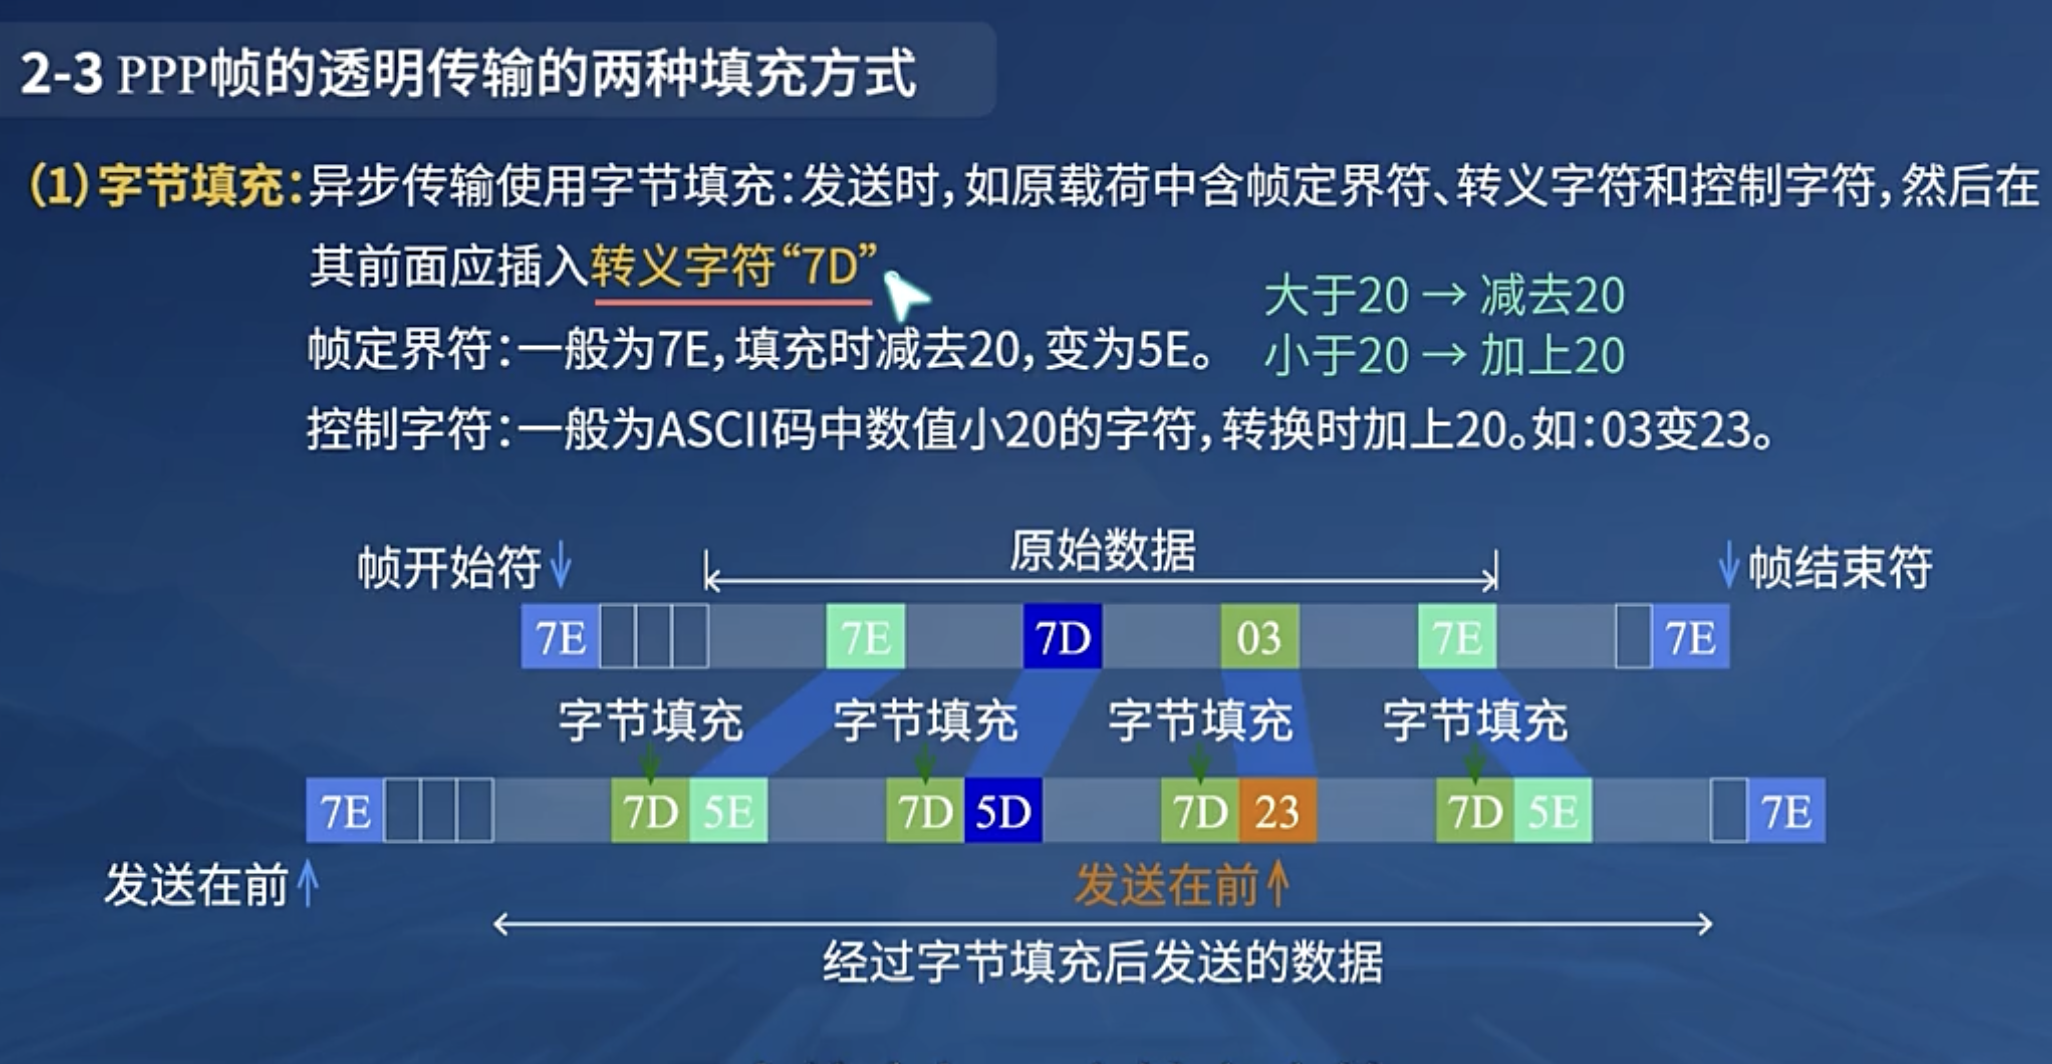 2-3 PPP帧的透明传输的两种填充方式
(1)字节填充:异步传输使用字节填充:发送时,如原载荷中含帧定界符、转义字符和控制字符,然后在
其前面应插入转义字符“7D”
大于20 → 减去20
帧定界符:一般为7E,填充时减去20,变为5E。
小于20 → 加上20
控制字符:一般为ASCII码中数值小20的字符,转换时加上20。如:03变23。
原始数据
帧开始符
帧结束符
7E 7E 7D 03 7E 7E
字节填充 字节填充 字节填充 字节填充
7E 7D 5E 7D 5D 7D 23 7D 5E 7E
发送在前 发送在前
经过字节填充后发送的数据